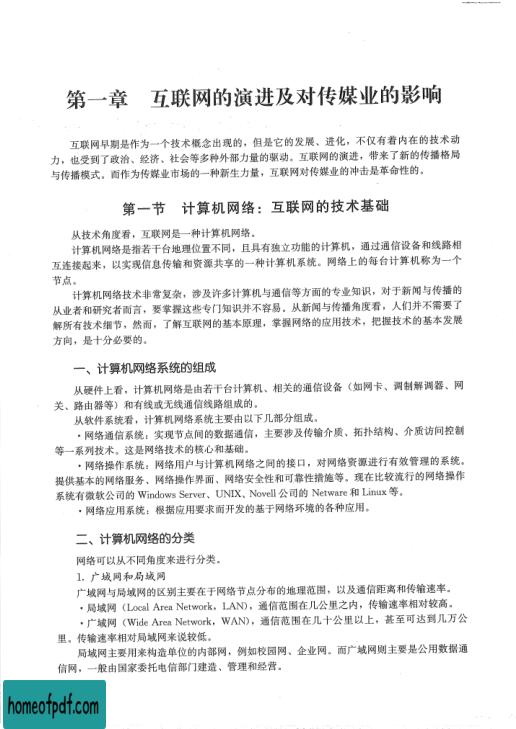 第一章 互联网的演进及对传媒业的影响
互联网早期是作为一个技术概念出现的，但是它的发展、进化，不仅有着内在的技术动
力，也受到了政治、经济、社会等多种外部力量的驱动。互联网的演进，带来了新的传播格局
与传播模式。而作为传媒业市场的一种新生力量，互联网对传媒业的冲击是革命性的。
第一节 计算机网络：互联网的技术基础
从技术角度看，互联网是一种计算机网络。
计算机网络是指若干台地理位置不同，且具有独立功能的计算机，通过通信设备和线路相
互连接起来，以实现信息传输和资源共享的一种计算机系统。网络上的每台计算机称为一个
节点。
计算机网络技术非常复杂，涉及许多计算机与通信等方面的专业知识，对于新闻与传播的
从业者和研究者而言，要掌握这些专门知识并不容易。从新闻与传播角度看，人们并不需要了
解所有技术细节，然而，了解互联网的基本原理，掌握网络的应用技术，把握技术的基本发展
方向，是十分必要的。
一、计算机网络系统的组成
从硬件上看，计算机网络是由若干台计算机、相关的通信设备（如网卡、调制解调器、网
关、路由器等）和有线或无线通信线路组成的。
从软件系统看，计算机网络系统主要由以下几部分组成。
·网络通信系统：实现节点间的数据通信，主要涉及传输介质、拓扑结构、介质访问控制
等一系列技术。这是网络技术的核心和基础。
·网络操作系统：网络用户与计算机网络之间的接口，对网络资源进行有效管理的系统。
提供基本的网络服务、网络操作界面、网络安全性和可靠性措施等。现在比较流行的网络操作
系统有微软公司的 Windows Server、UNIX、Novell 公司的 Netware 和 Linux 等。
·网络应用系统：根据应用要求而开发的基于网络环境的各种应用。
二、计算机网络的分类
网络可以从不同角度来进行分类。
1. 广域网和局域网
广域网与局域网的区别主要在于网络节点分布的地理范围，以及通信距离和传输速率。
·局域网（Local Area Network，LAN），通信范围在几公里之内，传输速率相对较高。
·广域网（Wide Area Network，WAN），通信范围在几十公里以上，甚至可达到几万公
里。传输速率相对局域网来说较低。
局域网主要用来构造单位的内部网，例如校园网、企业网。而广域网则主要是公用数据通
信网，一般由国家委托电信部门建造、管理和经营。
homeofpdf.com